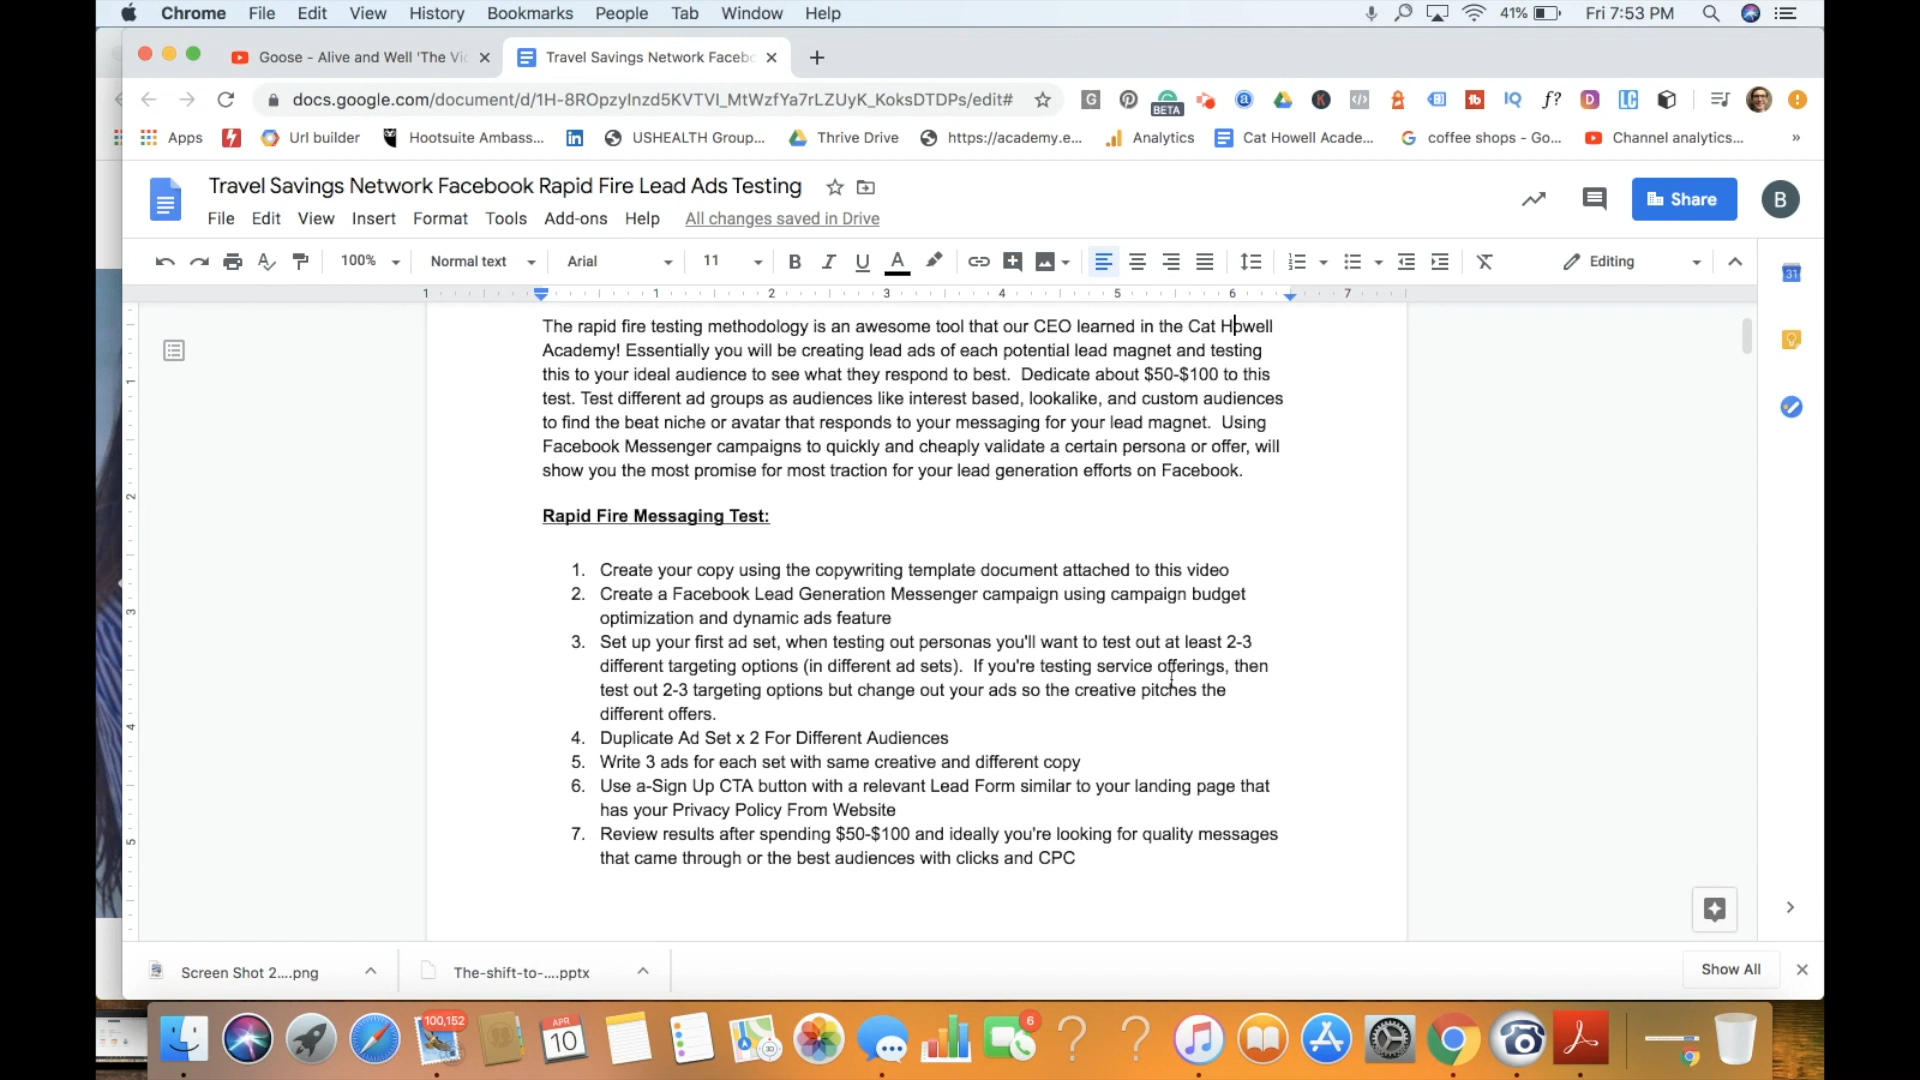 Chrome File Edit View History Bookmarks People Tab Window Help 41% Fri 7:53 PM
Goose - Alive and Well 'The Vic Travel Savings Network Facebo
docs.google.com/document/d/1H-8ROpzyInzd5KVTVI_MtWzfYa7rLZUyK_KoksDTDPs/edit#
BETA
Apps Url builder Hootsuite Ambass... USHEALTH Group... Thrive Drive https://academy.e... Analytics Cat Howell Acade... coffee shops - Go... Channel analytics... »
Travel Savings Network Facebook Rapid Fire Lead Ads Testing
File Edit View Insert Format Tools Add-ons Help All changes saved in Drive
Share
B
100% Normal text Arial 11 B I U A Editing
1 1 2 3 4 5 6 7
The rapid fire testing methodology is an awesome tool that our CEO learned in the Cat Howell
Academy! Essentially you will be creating lead ads of each potential lead magnet and testing
this to your ideal audience to see what they respond to best. Dedicate about $50-$100 to this
test. Test different ad groups as audiences like interest based, lookalike, and custom audiences
to find the beat niche or avatar that responds to your messaging for your lead magnet. Using
Facebook Messenger campaigns to quickly and cheaply validate a certain persona or offer, will
show you the most promise for most traction for your lead generation efforts on Facebook.
Rapid Fire Messaging Test:
1. Create your copy using the copywriting template document attached to this video
2. Create a Facebook Lead Generation Messenger campaign using campaign budget
optimization and dynamic ads feature
3. Set up your first ad set, when testing out personas you'll want to test out at least 2-3
different targeting options (in different ad sets). If you're testing service offerings, then
test out 2-3 targeting options but change out your ads so the creative pitches the
different offers.
4. Duplicate Ad Set x 2 For Different Audiences
5. Write 3 ads for each set with same creative and different copy
6. Use a-Sign Up CTA button with a relevant Lead Form similar to your landing page that
has your Privacy Policy From Website
7. Review results after spending $50-$100 and ideally you're looking for quality messages
that came through or the best audiences with clicks and CPC
Screen Shot 2....png The-shift-to-....pptx Show All
100,152 APR 10 6